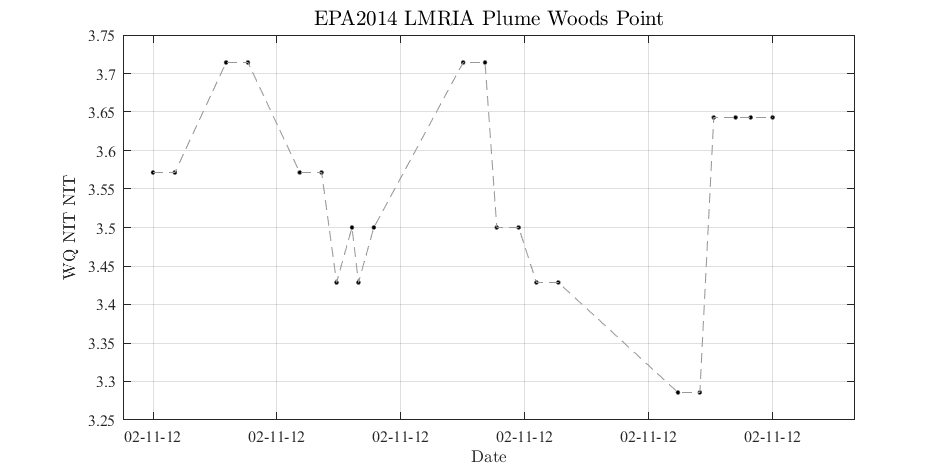 EPA2014 LMRIA Plume Woods Point
3.75
3.7
3.65
3.6
3.55
3.5
3.45
3.4
3.35
3.3
3.25
WQ NIT NIT
02-11-12 02-11-12 02-11-12 02-11-12 02-11-12 02-11-12
Date